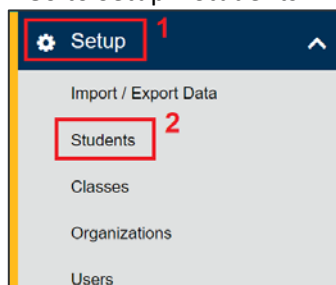 Setup 1
Import / Export Data
Students 2
Classes
Organizations
Users